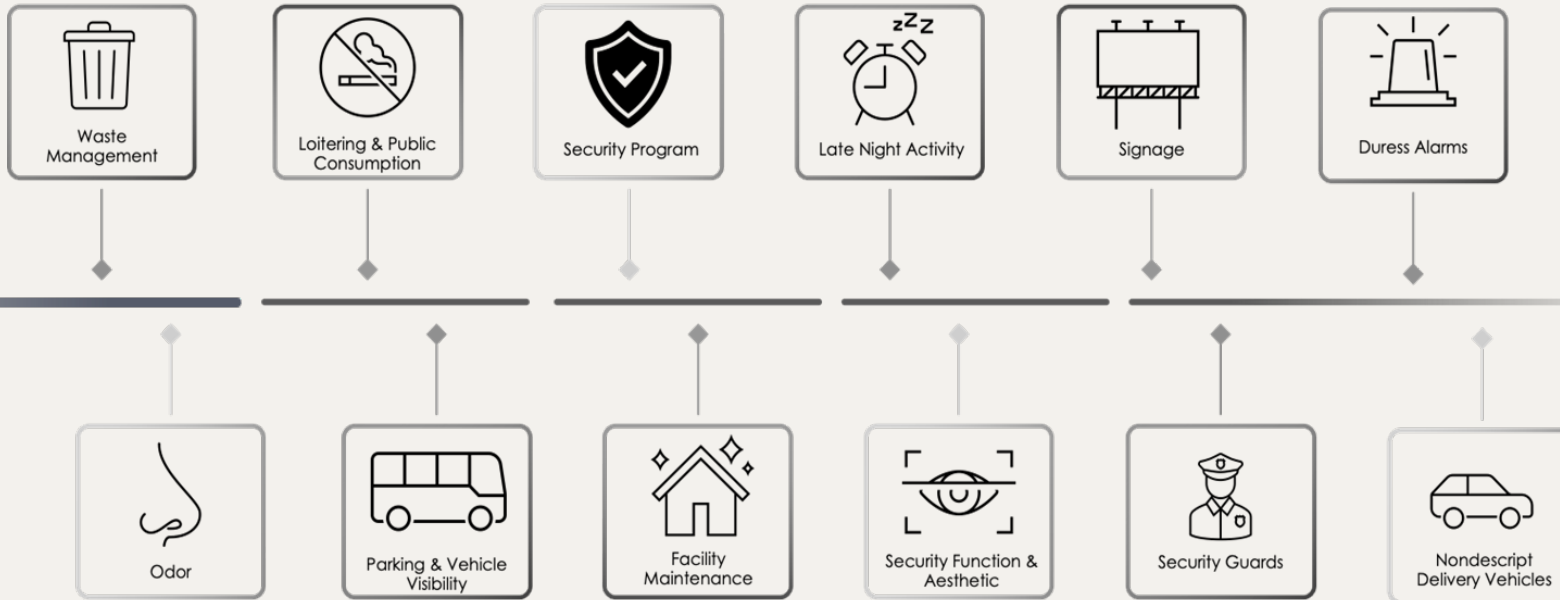 Waste
Management
Loitering & Public
Consumption
Security Program
zZZ
Late Night Activity
Signage
Duress Alarms
Odor
Parking & Vehicle
Visibility
Facility
Maintenance
Security Function &
Aesthetic
Security Guards
Nondescript
Delivery Vehicles